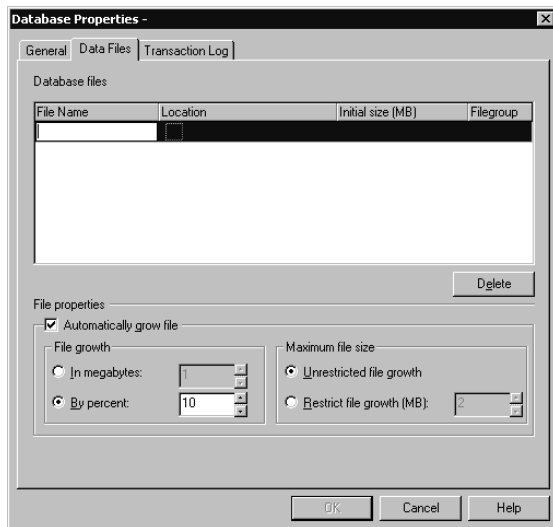 Database Properties -
General Data Files Transaction Log
Database files
File Name Location Initial size (MB) Filegroup
Delete
File properties
Automatically grow file
File growth
In megabytes: 1
By percent: 10
Maximum file size
Unrestricted file growth
Restrict file growth (MB): 2
OK Cancel Help